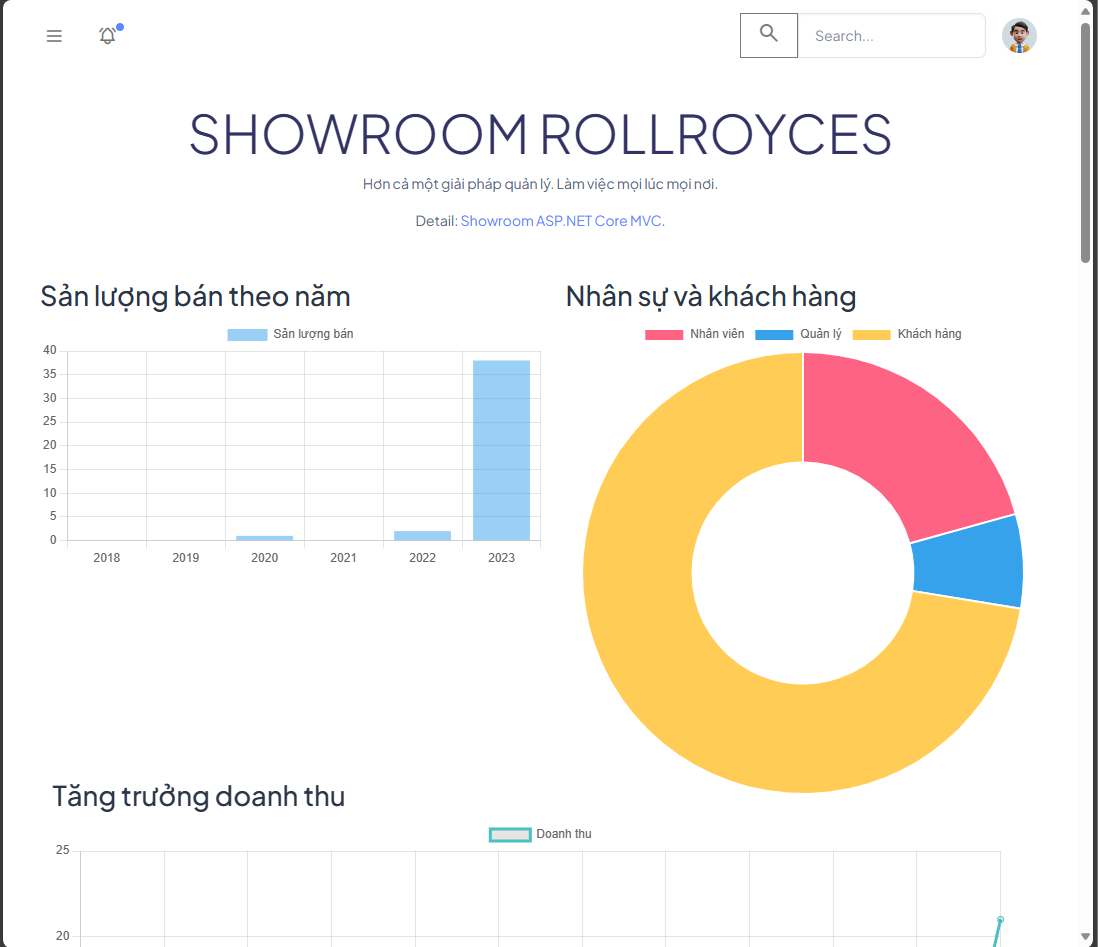 Search...
SHOWROOM ROLLROYCES
Hơn cả một giải pháp quản lý. Làm việc mọi lúc mọi nơi.
Detail: Showroom ASP.NET Core MVC.
Sản lượng bán theo năm
Sản lượng bán
40
35
30
25
20
15
10
5
0
2018 2019 2020 2021 2022 2023
Nhân sự và khách hàng
Nhân viên Quản lý Khách hàng
Tăng trưởng doanh thu
Doanh thu
25
20